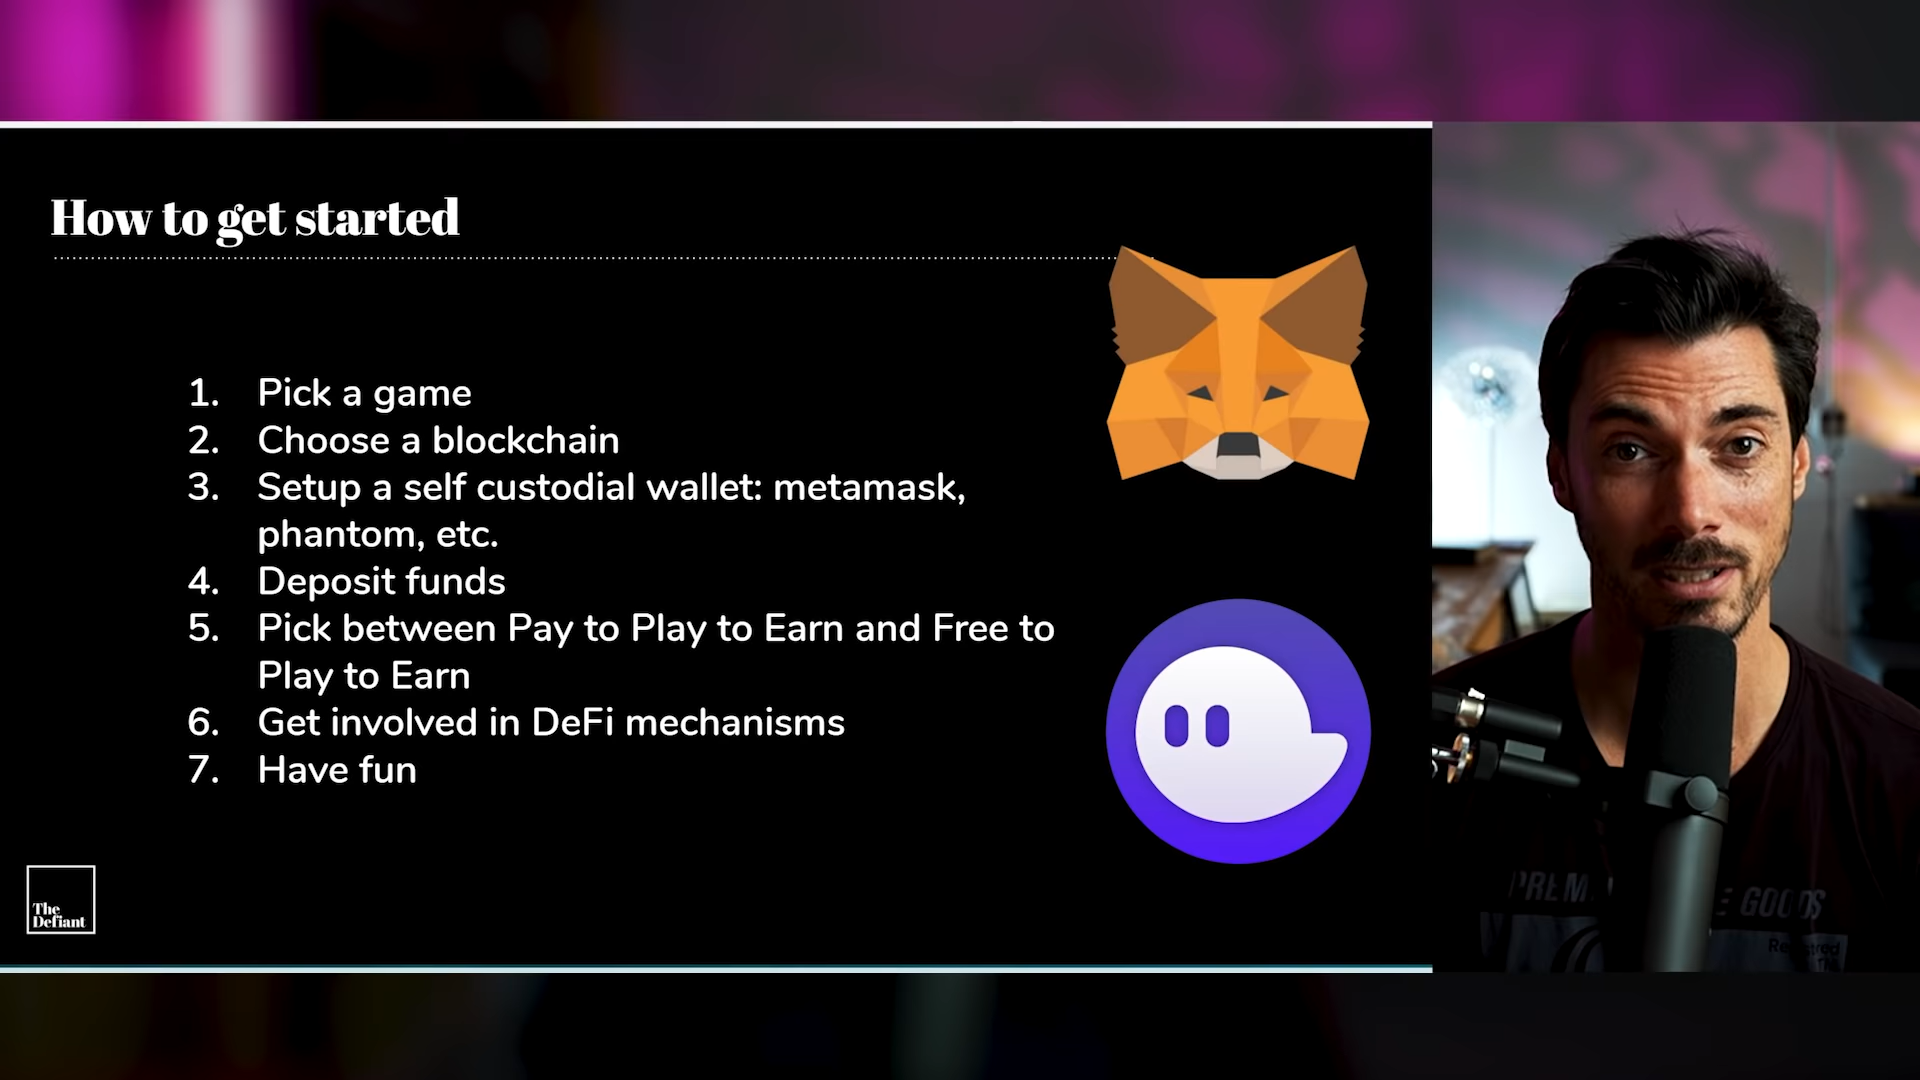 How to get started
1. Pick a game
2. Choose a blockchain
3. Setup a self custodial wallet: metamask,
phantom, etc.
4. Deposit funds
5. Pick between Pay to Play to Earn and Free to
Play to Earn
6. Get involved in DeFi mechanisms
7. Have fun
The
Defiant
GOODS